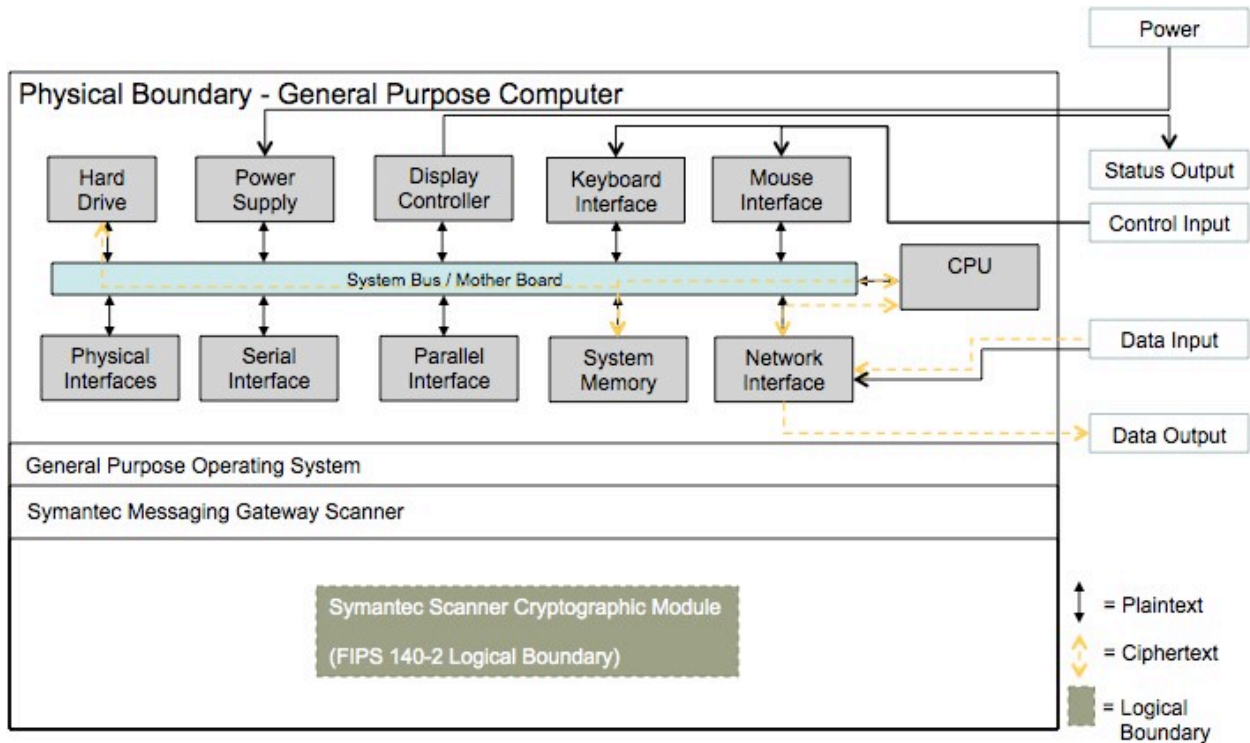 Power
Physical Boundary - General Purpose Computer
Hard
Drive
Power
Supply
Display
Controller
Keyboard
Interface
Mouse
Interface
Status Output
Control Input
CPU
System Bus / Mother Board
Physical
Interfaces
Serial
Interface
Parallel
Interface
System
Memory
Network
Interface
Data Input
Data Output
General Purpose Operating System
Symantec Messaging Gateway Scanner
Symantec Scanner Cryptographic Module
(FIPS 140-2 Logical Boundary)
= Plaintext
= Ciphertext
= Logical
Boundary